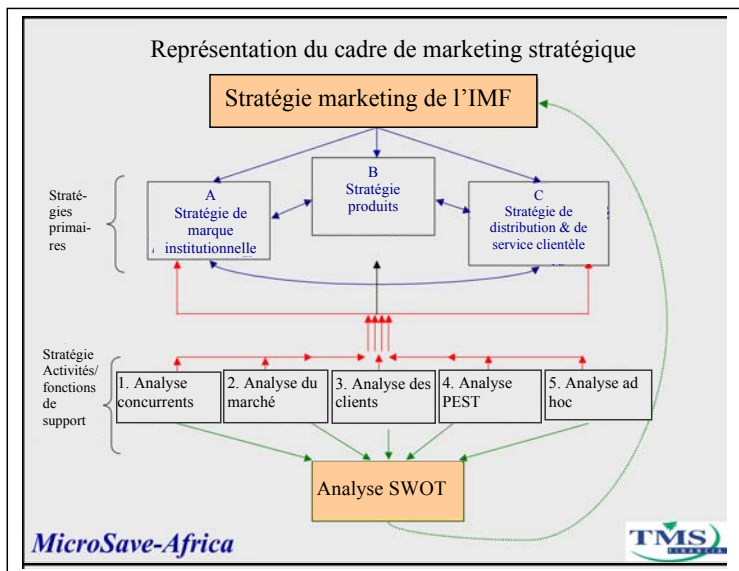 Représentation du cadre de marketing stratégique
Stratégie marketing de l’IMF
Straté-
gies
primai-
res
A
Stratégie de
marque
institutionnelle
B
Stratégie
produits
C
Stratégie de
distribution & de
service clientèle
Stratégie
Activités/
fonctions
de
support
1. Analyse
concurrents
2. Analyse du
marché
3. Analyse des
clients
4. Analyse
PEST
5. Analyse ad
hoc
Analyse SWOT
MicroSave-Africa
TMS
FINANCIAL